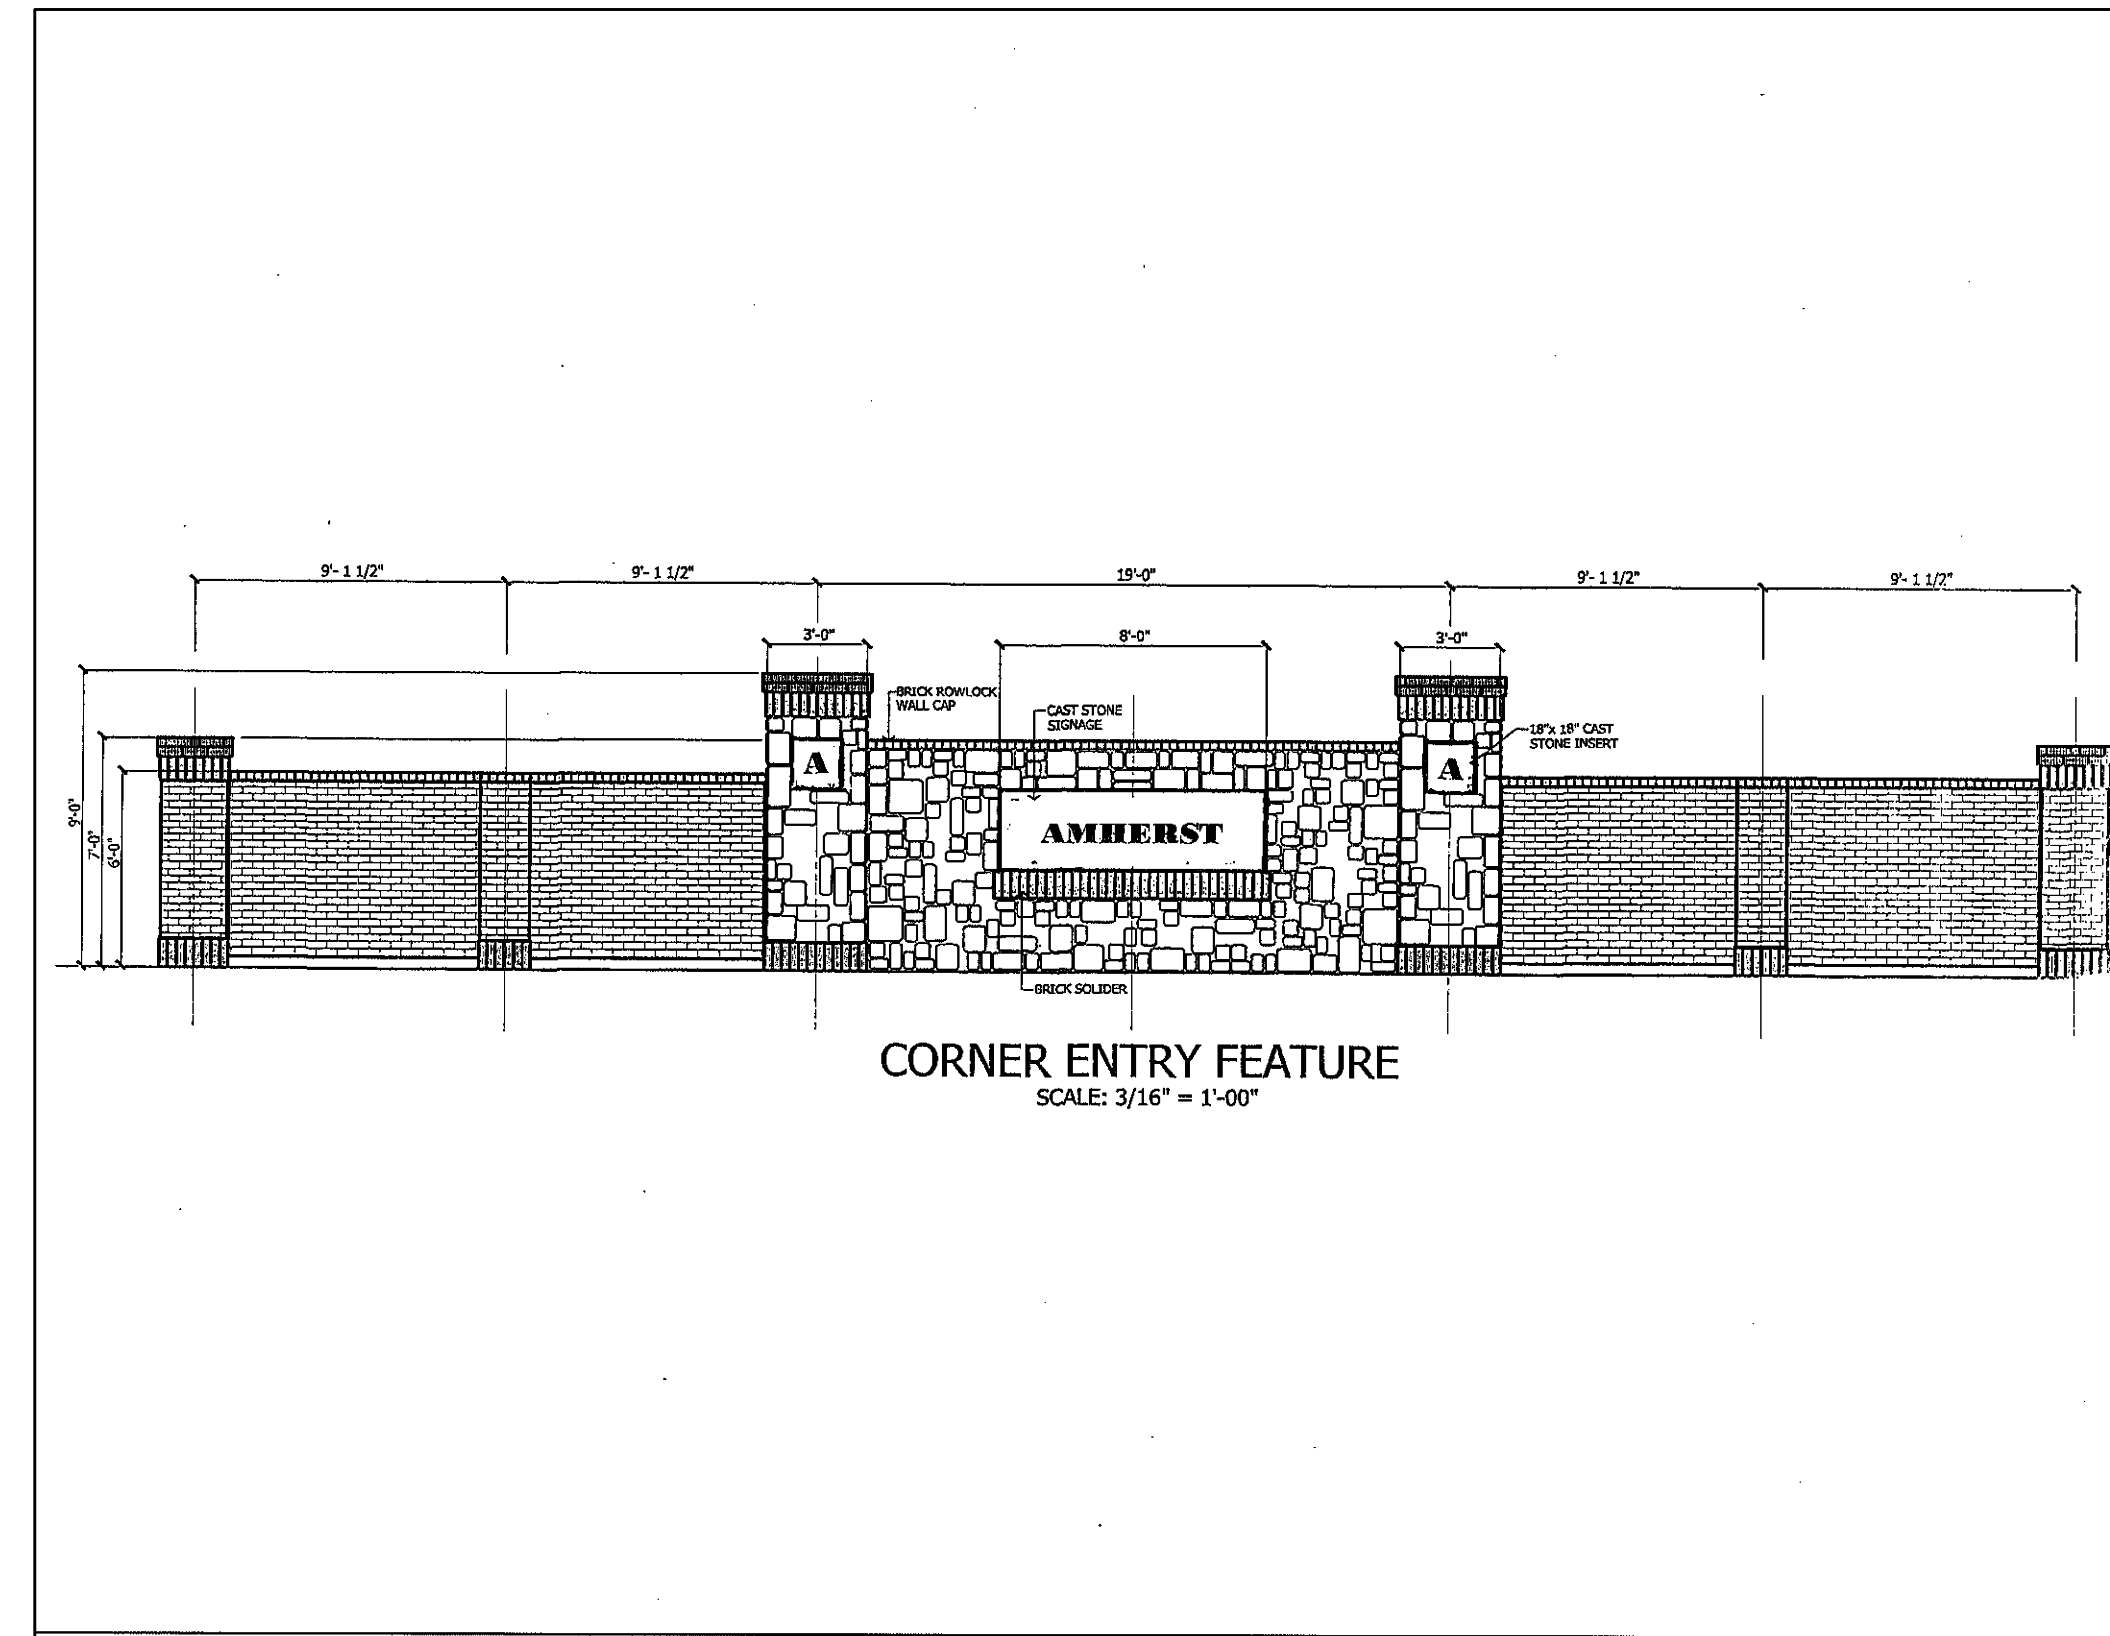 9'- 1 1/2"
9'- 1 1/2"
19'-0"
9'- 1 1/2"
9'- 1 1/2"
3'-0"
8'-0"
3'-0"
BRICK ROWLOCK
WALL CAP
CAST STONE
SIGNAGE
18"x 18" CAST
STONE INSERT
A
A
9'-0"
7'-0"
6'-0"
AMHERST
BRICK SOLIDER
CORNER ENTRY FEATURE
SCALE: 3/16" = 1'-00"